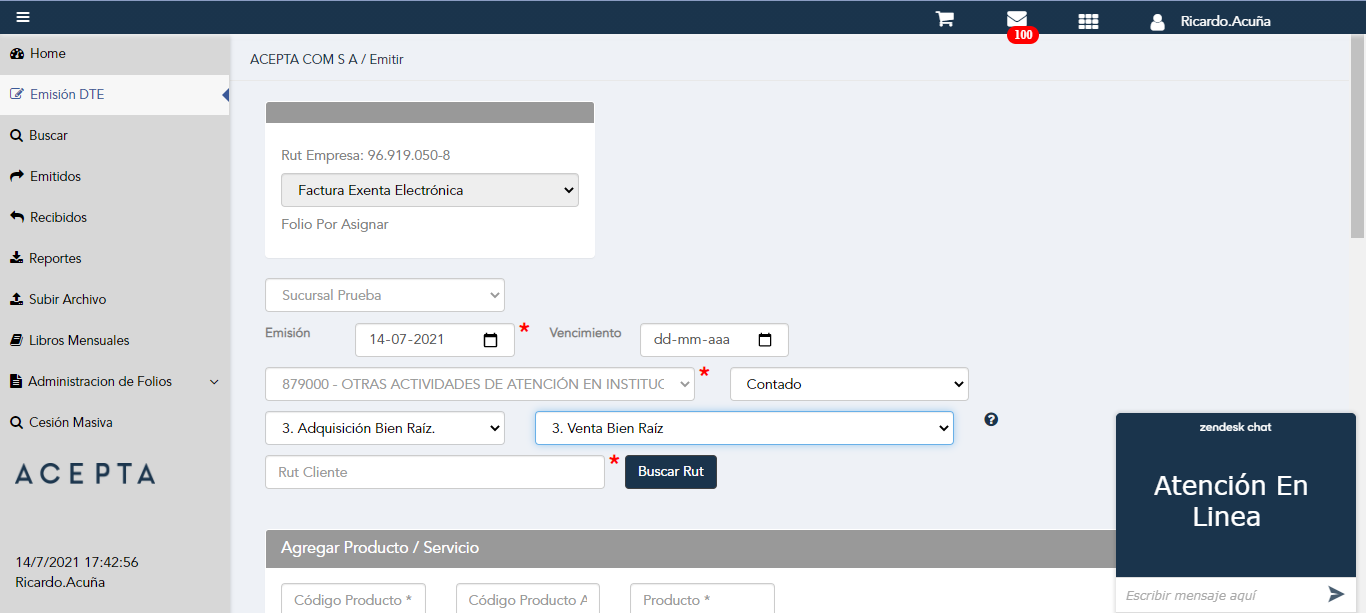 Ricardo.Acuña
100
Home
Emisión DTE
Buscar
Emitidos
Recibidos
Reportes
Subir Archivo
Libros Mensuales
Administracion de Folios
Cesión Masiva
ACEPTA
14/7/2021 17:42:56
Ricardo.Acuña
ACEPTA COM S A / Emitir
Rut Empresa: 96.919.050-8
Factura Exenta Electrónica
Folio Por Asignar
Sucursal Prueba
Emisión 14-07-2021 * Vencimiento dd-mm-aaa
879000 - OTRAS ACTIVIDADES DE ATENCIÓN EN INSTITUC * Contado
3. Adquisición Bien Raíz. 3. Venta Bien Raíz ?
Rut Cliente * Buscar Rut
Agregar Producto / Servicio
Código Producto * Código Producto A Producto *
zendesk chat
Atención En
Linea
Escribir mensaje aquí